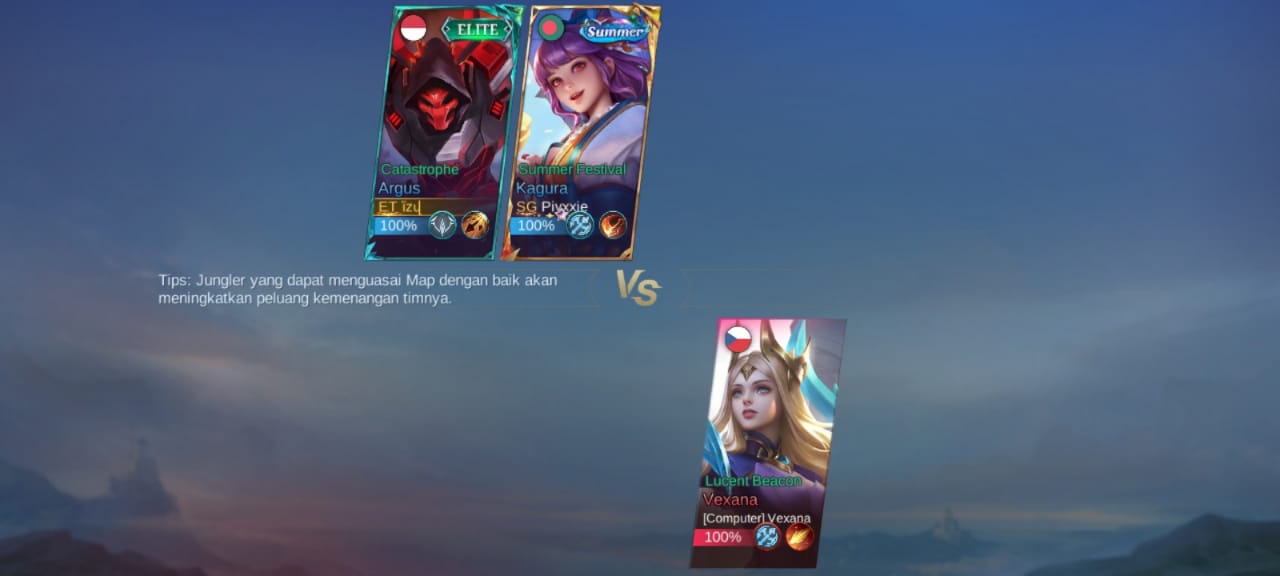 ELITE
Summer
Catastrophe
Argus
ET izu
100%
Summer Festival
Kagura
SG Pivxxie
100%
Tips: Jungler yang dapat menguasai Map dengan baik akan
meningkatkan peluang kemenangan timnya.
VS
Lucent Beacon
Vexana
[Computer] Vexana
100%